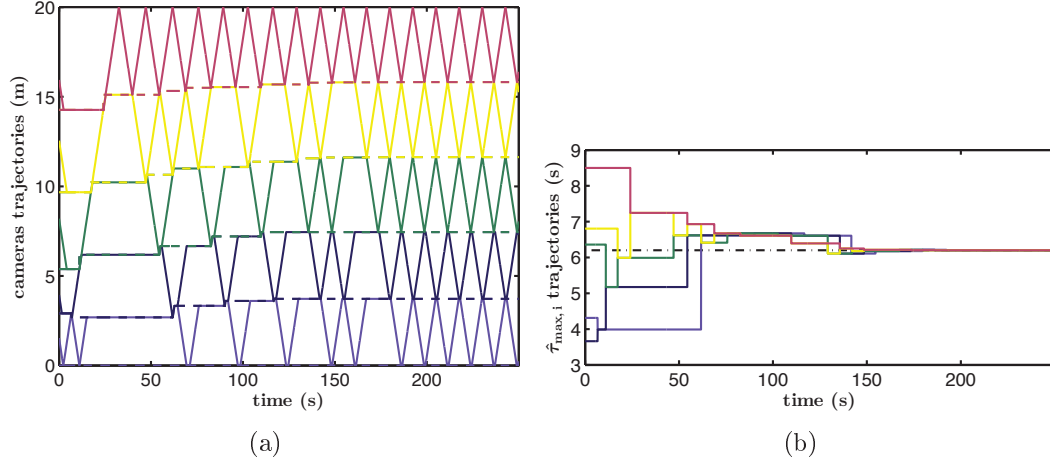 20
15
10
5
0
cameras trajectories (m)
0 50 100 150 200
time (s)
(a)
9
8
7
6
5
4
3
τ̂max,i trajectories (s)
0 50 100 150 200
time (s)
(b)